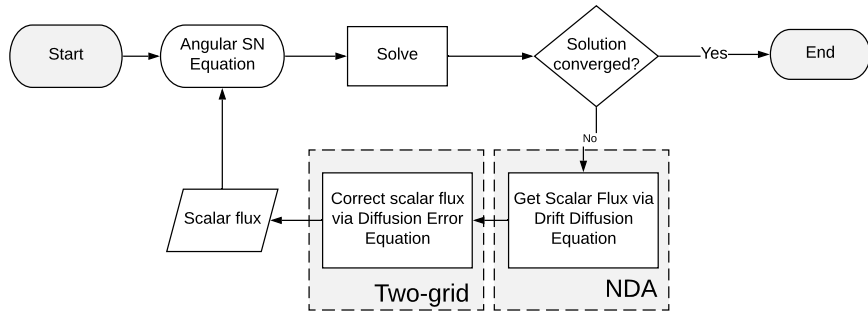 Start
Angular SN
Equation
Solve
Solution
converged?
Yes
End
No
Scalar flux
Correct scalar flux
via Diffusion Error
Equation
Get Scalar Flux via
Drift Diffusion
Equation
Two-grid
NDA